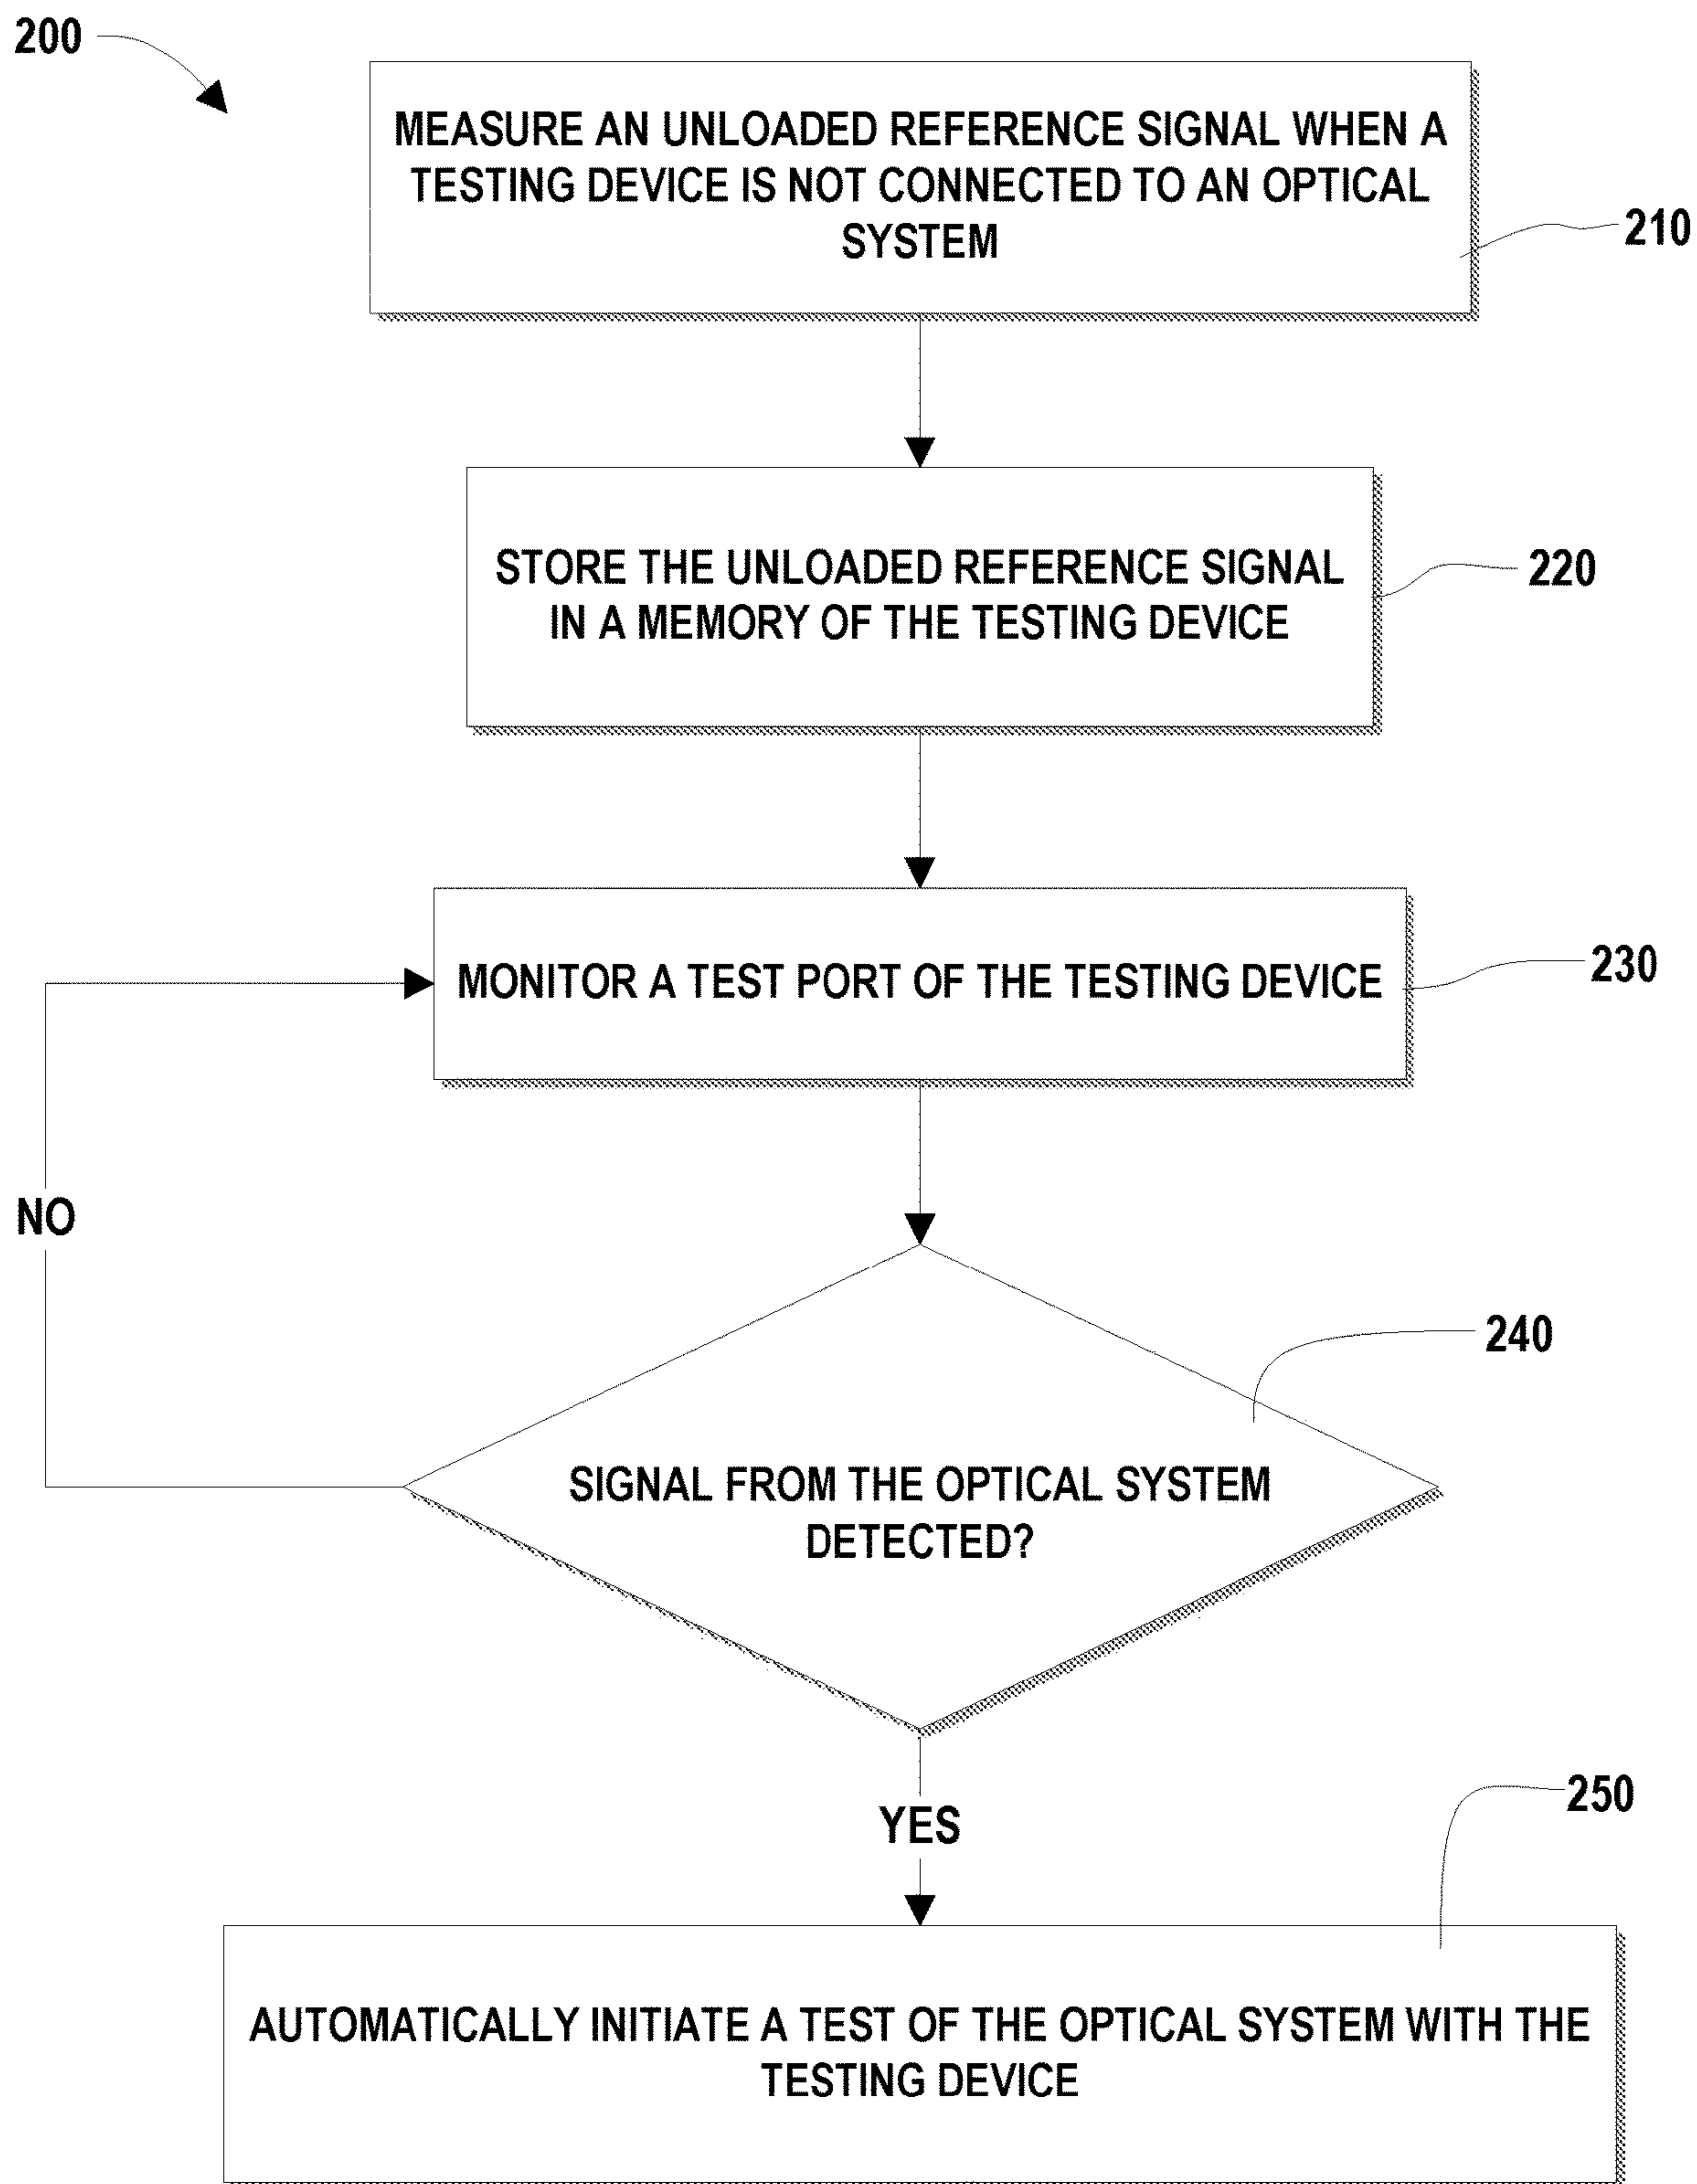 200
MEASURE AN UNLOADED REFERENCE SIGNAL WHEN A
TESTING DEVICE IS NOT CONNECTED TO AN OPTICAL
SYSTEM
210
STORE THE UNLOADED REFERENCE SIGNAL
IN A MEMORY OF THE TESTING DEVICE
220
MONITOR A TEST PORT OF THE TESTING DEVICE
230
NO
240
SIGNAL FROM THE OPTICAL SYSTEM
DETECTED?
YES
250
AUTOMATICALLY INITIATE A TEST OF THE OPTICAL SYSTEM WITH THE
TESTING DEVICE